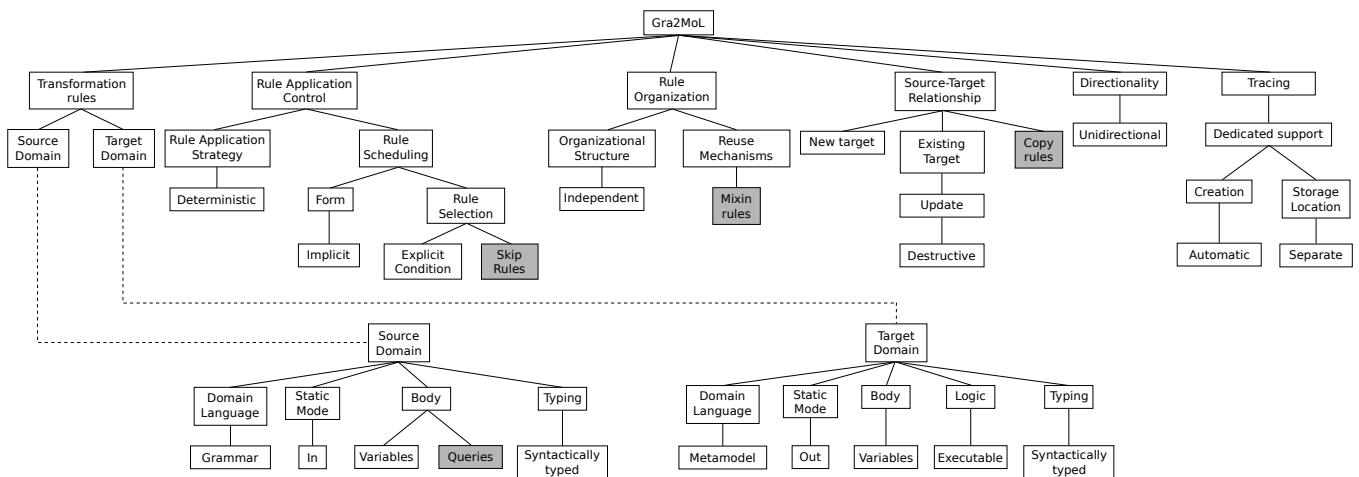 Gra2MoL
Transformation
rules
Rule Application
Control
Rule
Organization
Source-Target
Relationship
Directionality
Tracing
Source
Domain
Target
Domain
Rule Application
Strategy
Rule
Scheduling
Organizational
Structure
Reuse
Mechanisms
New target
Existing
Target
Copy
rules
Unidirectional
Dedicated support
Deterministic
Form
Rule
Selection
Independent
Mixin
rules
Update
Creation
Storage
Location
Implicit
Explicit
Condition
Skip
Rules
Destructive
Automatic
Separate
Source
Domain
Target
Domain
Domain
Language
Static
Mode
Body
Typing
Domain
Language
Static
Mode
Body
Logic
Typing
Grammar
In
Variables
Queries
Syntactically
typed
Metamodel
Out
Variables
Executable
Syntactically
typed